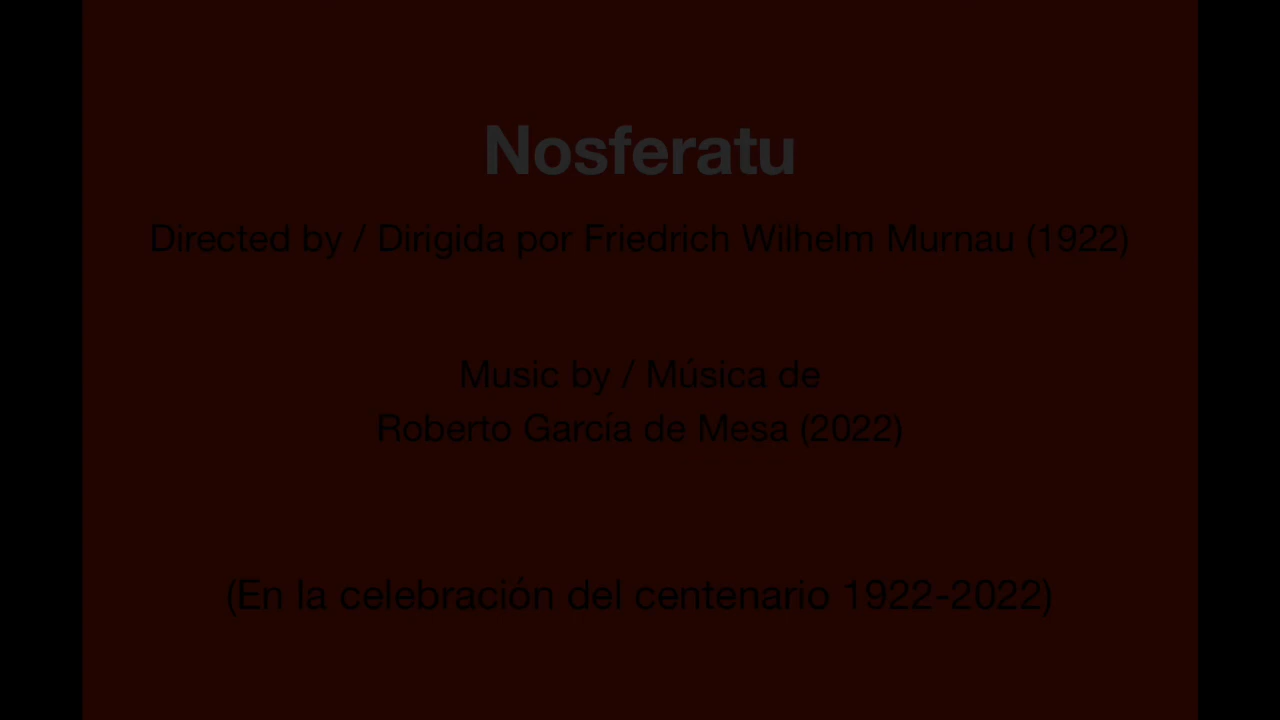 Nosferatu
Directed by / Dirigida por Friedrich Wilhelm Murnau (1922)
Music by / Música de
Roberto García de Mesa (2022)
(En la celebración del centenario 1922-2022)